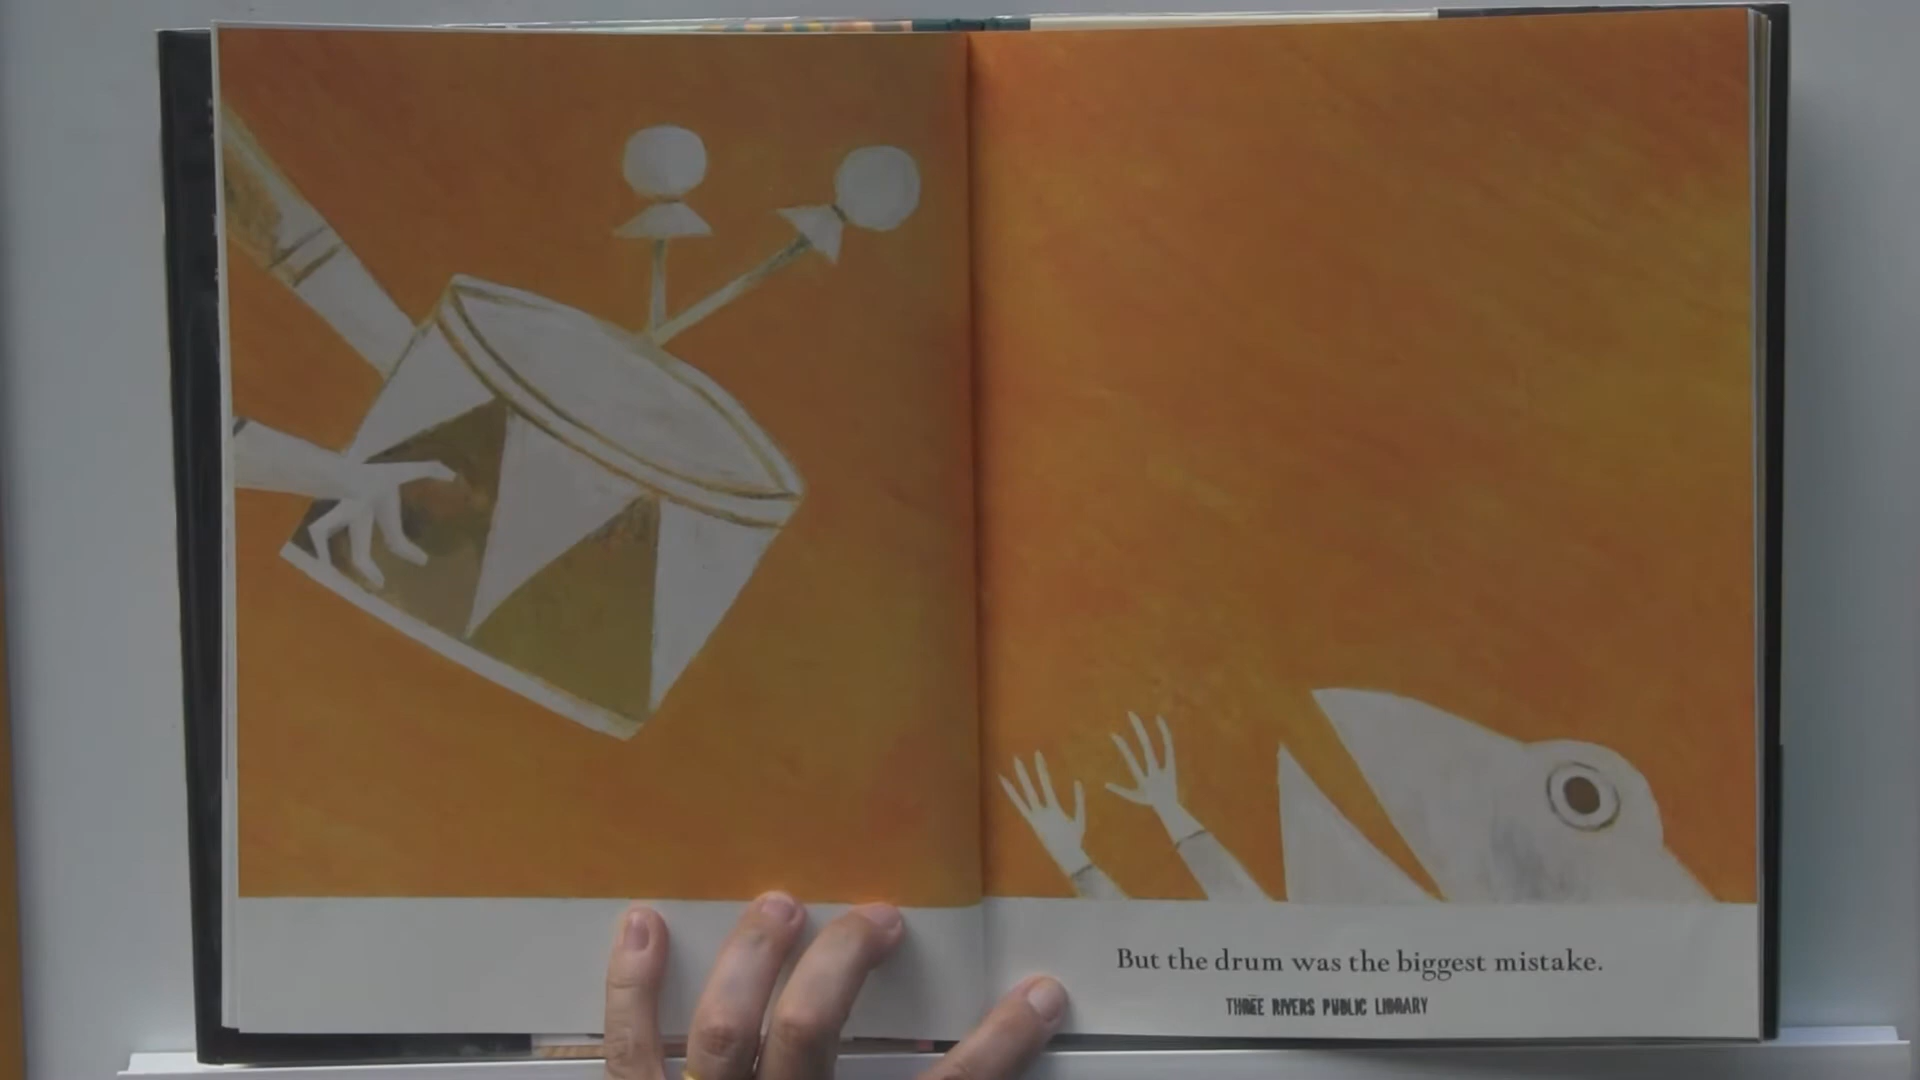 But the drum was the biggest mistake.
THREE RIVERS PUBLIC LIBRARY